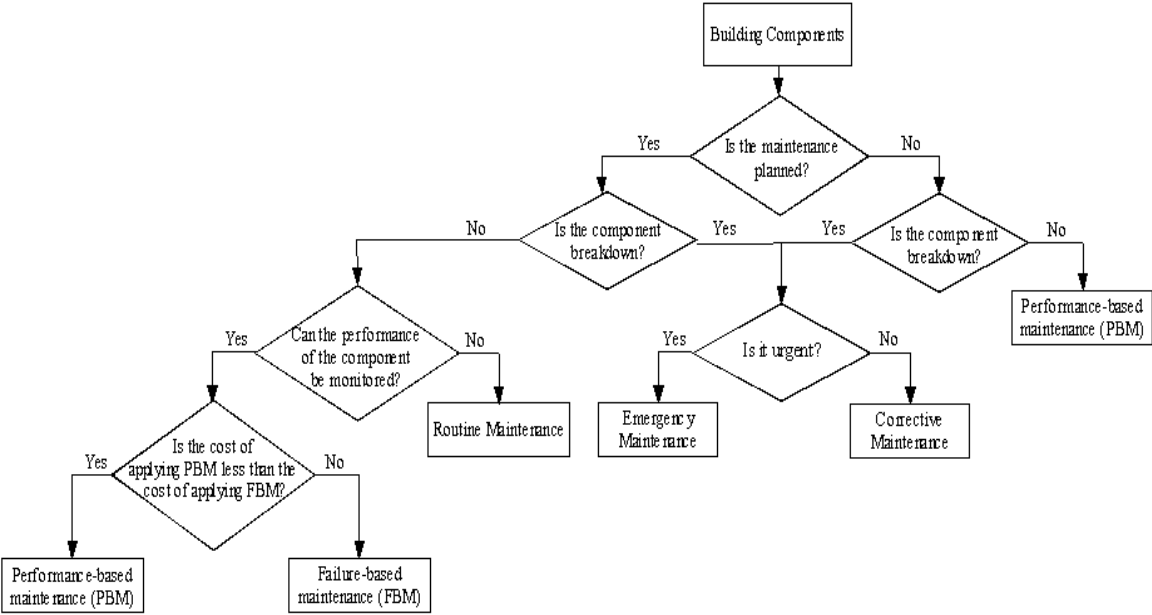 Building Components
Is the maintenance
planned?
Yes
No
Is the component
breakdown?
No
Yes
Yes
Is the component
breakdown?
No
Can the performance
of the component
be monitored?
Yes
No
Is it urgent?
Yes
No
Performance-based
maintenance (PBM)
Routine Maintenance
Emergency
Maintenance
Corrective
Maintenance
Is the cost of
applying PBM less than the
cost of applying FBM?
Yes
No
Performance-based
maintenance (PBM)
Failure-based
maintenance (FBM)